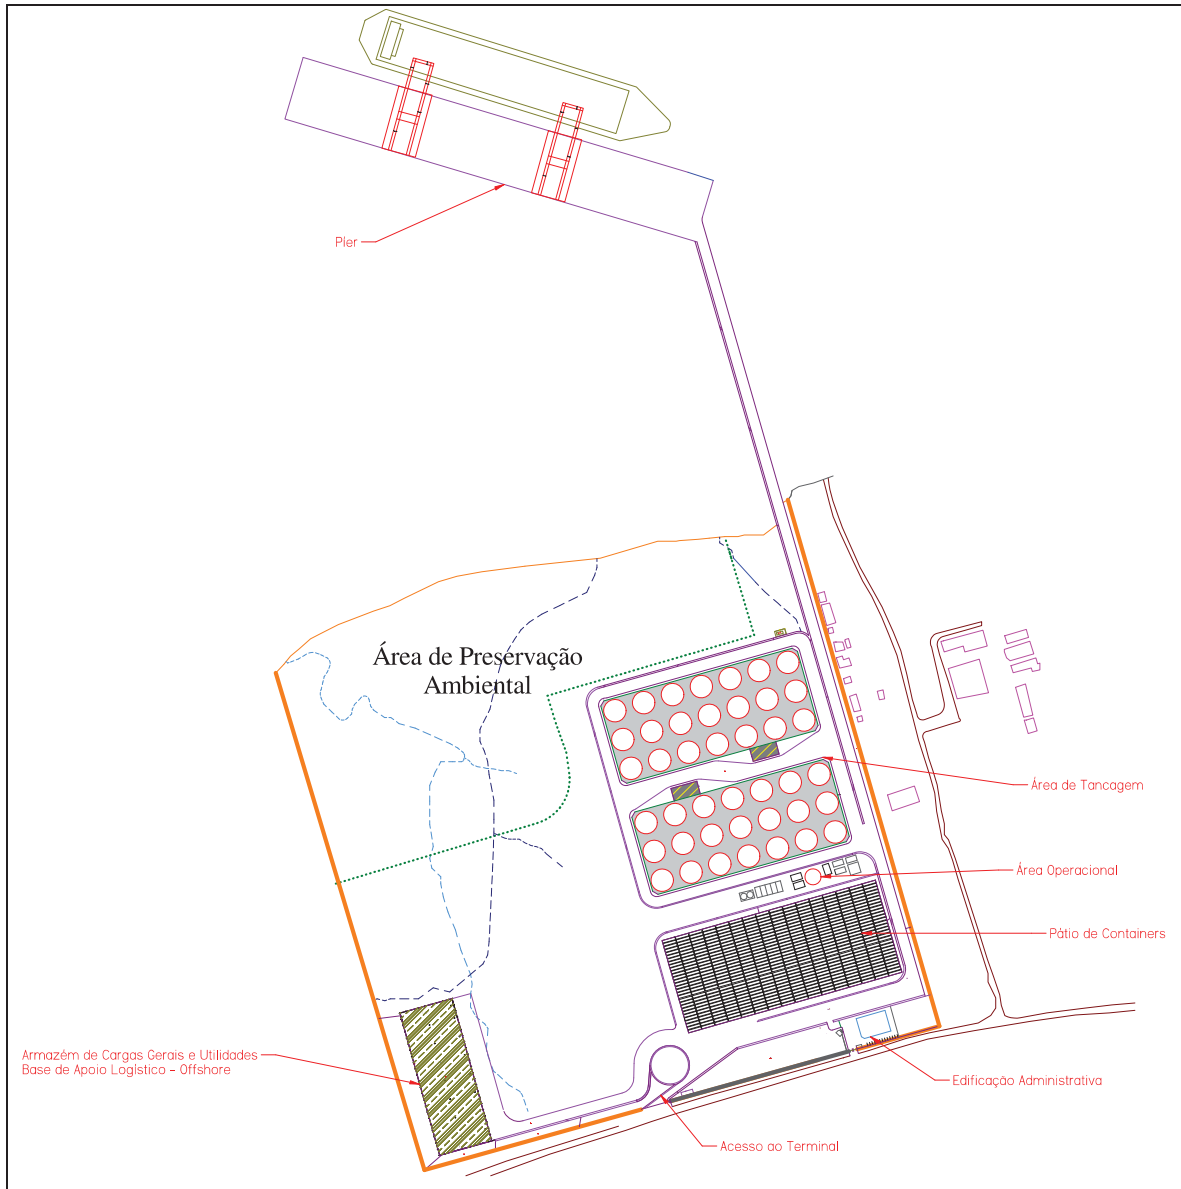 Pier
Área de Preservação
Ambiental
Área de Tancagem
Área Operacional
Pátio de Containers
Armazém de Cargas Gerais e Utilidades
Base de Apoio Logístico - Offshore
Edificação Administrativa
Acesso ao Terminal